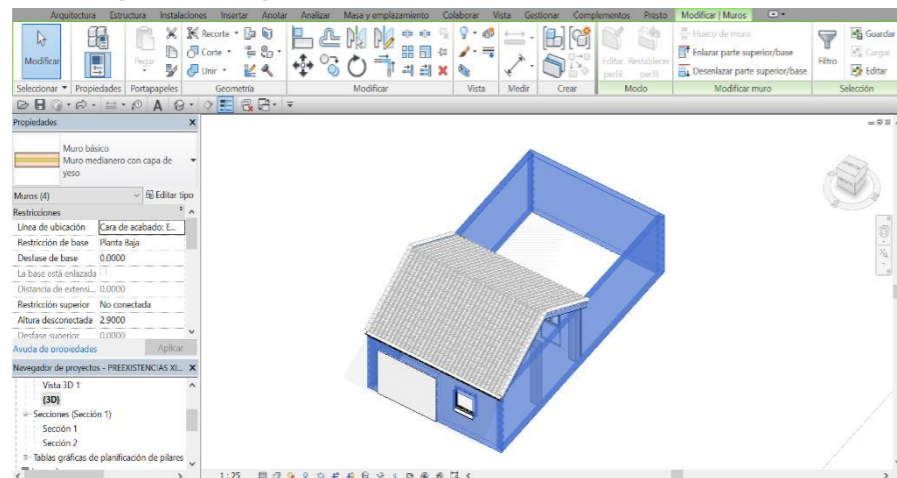 Arquitectura Estructura Instalaciones Insertar Anotar Analizar Masa y emplazamiento Colaborar Vista Gestionar Complementos Presto Modificar | Muros
Modificar
Pegar
Recorte
Corte
Unir
Editar perfil
Restablecer perfil
Hueco de muro
Enlazar parte superior/base
Desenlazar parte superior/base
Filtro
Guardar
Cargar
Editar
Seleccionar Propiedades Portapapeles Geometría Modificar Vista Medir Crear Modo Modificar muro Selección
Propiedades
Muro básico
Muro medianero con capa de
yeso
Muros (4) Editar tipo
Restricciones
Línea de ubicación Cara de acabado: E...
Restricción de base Planta Baja
Desfase de base 0.0000
La base está enlazada
Distancia de extensi... 0.0000
Restricción superior No conectada
Altura desconectada 2.9000
Desfase superior 0.0000
Ayuda de propiedades Aplicar
Navegador de proyectos - PREEXISTENCIAS XI...
Vista 3D 1
{3D}
Secciones (Sección 1)
Sección 1
Sección 2
Tablas gráficas de planificación de pilares
1 : 25